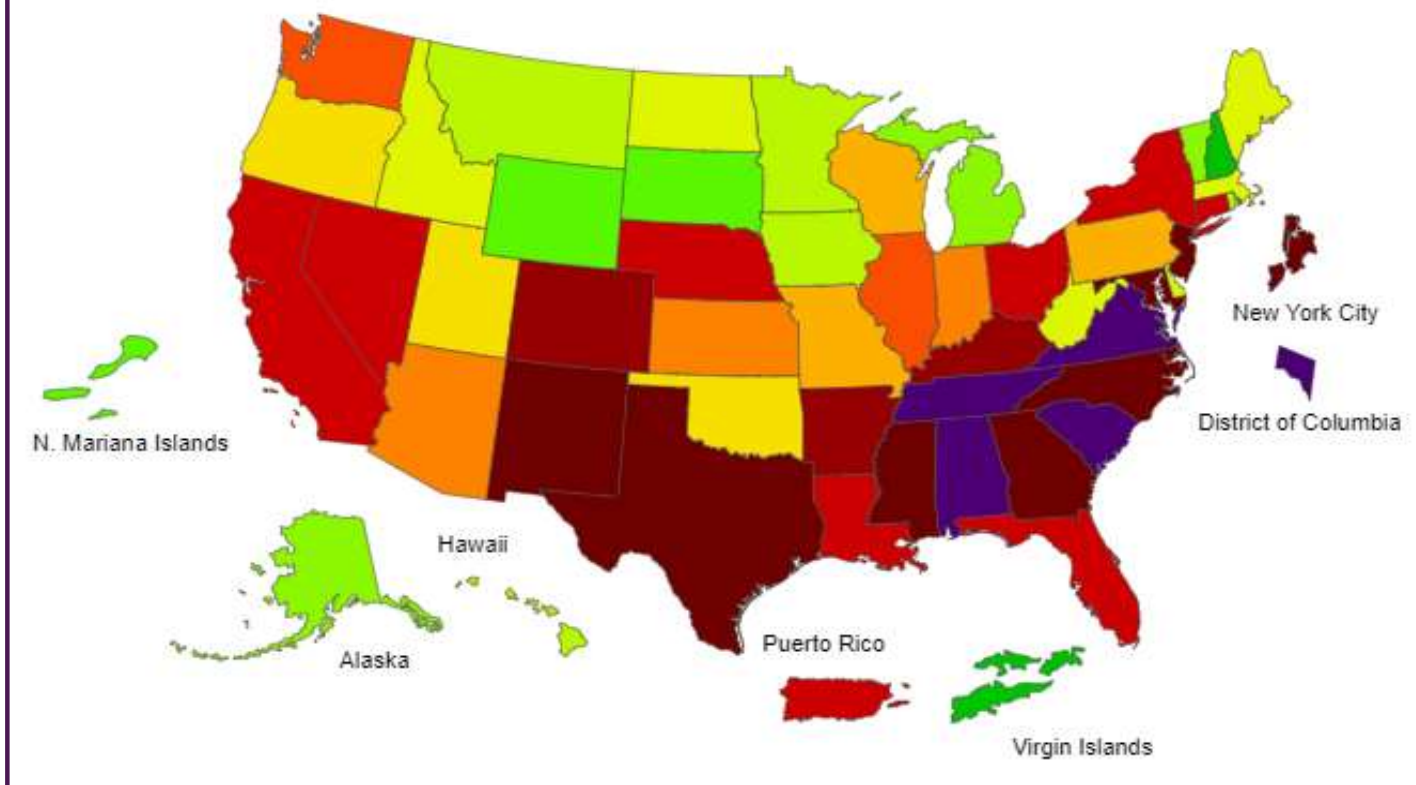 New York City
District of Columbia
N. Mariana Islands
Hawaii
Alaska
Puerto Rico
Virgin Islands